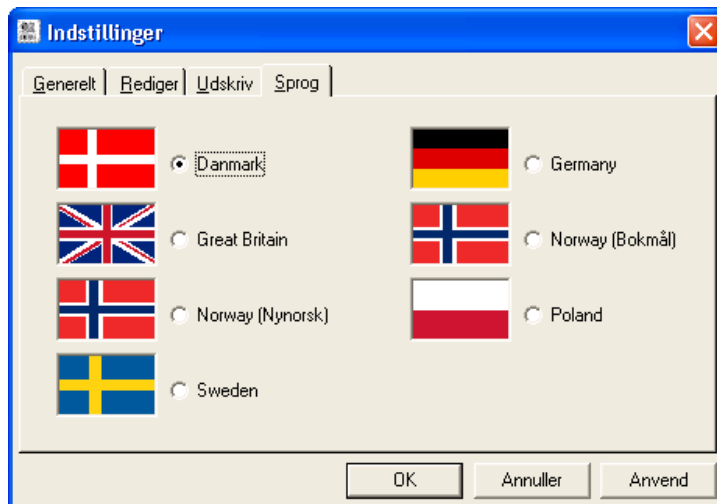 Indstillinger
Generelt Rediger Udskriv Sprog
Danmark Germany
Great Britain Norway (Bokmål)
Norway (Nynorsk) Poland
Sweden
OK Annuller Anvend